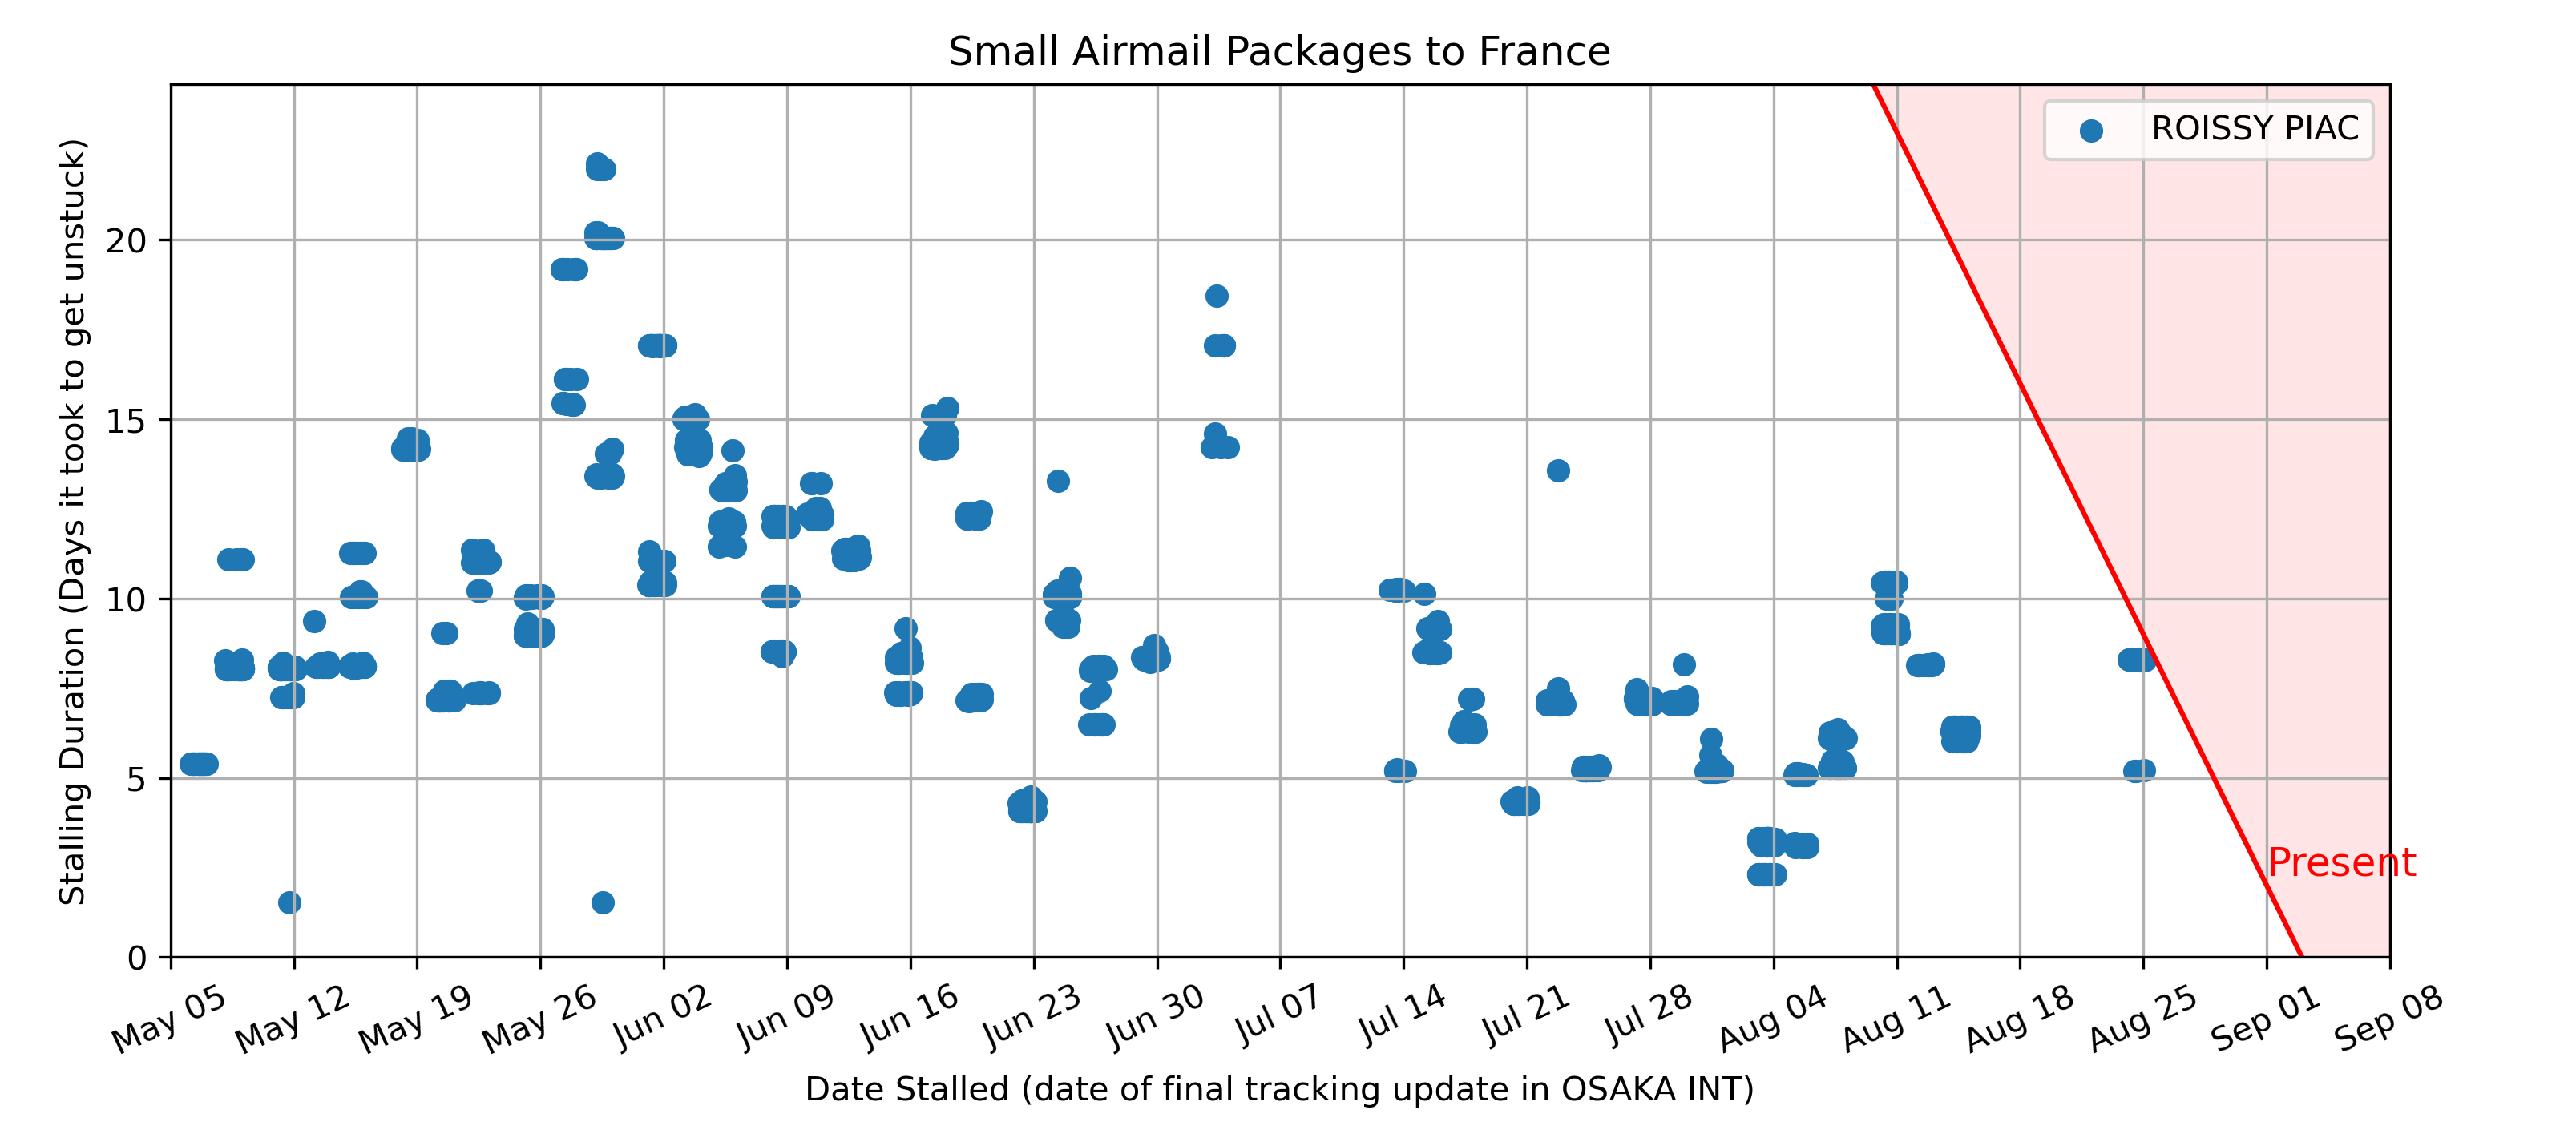 Small Airmail Packages to France
ROISSY PIAC
Stalling Duration (Days it took to get unstuck)
20
15
10
5
0
Present
May 05
May 12
May 19
May 26
Jun 02
Jun 09
Jun 16
Jun 23
Jun 30
Jul 07
Jul 14
Jul 21
Jul 28
Aug 04
Aug 11
Aug 18
Aug 25
Sep 01
Sep 08
Date Stalled (date of final tracking update in OSAKA INT)